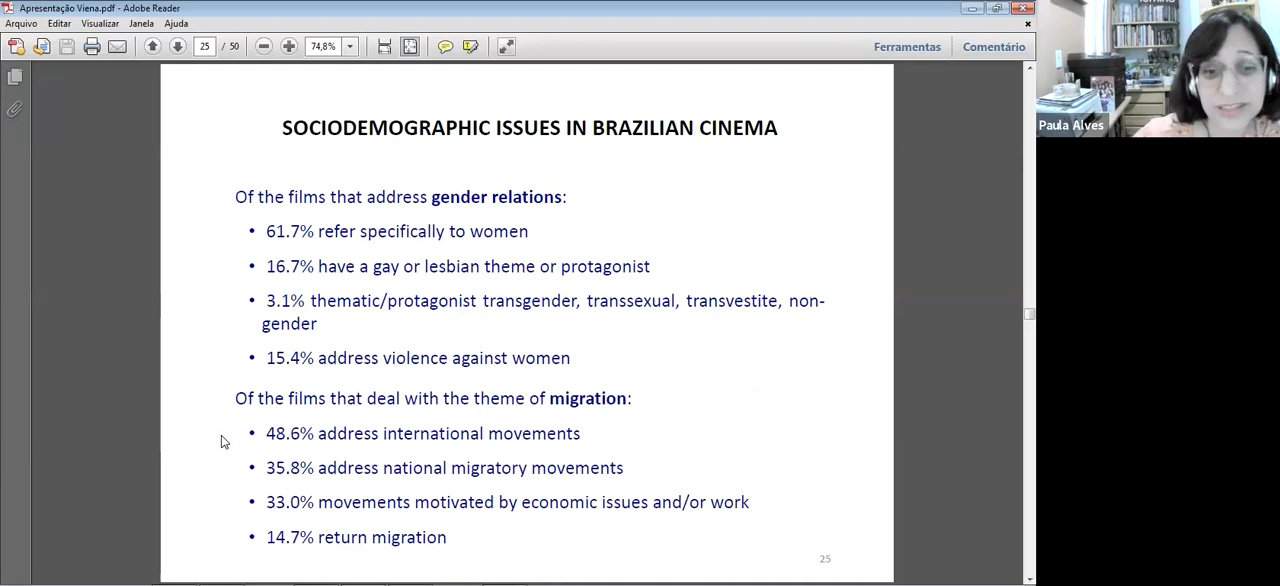 Apresentação Viena.pdf - Adobe Reader
Arquivo Editar Visualizar Janela Ajuda
25 / 50 74,8% Ferramentas Comentário
Paula Alves
SOCIODEMOGRAPHIC ISSUES IN BRAZILIAN CINEMA
Of the films that address gender relations:
• 61.7% refer specifically to women
• 16.7% have a gay or lesbian theme or protagonist
• 3.1% thematic/protagonist transgender, transsexual, transvestite, non-
gender
• 15.4% address violence against women
Of the films that deal with the theme of migration:
• 48.6% address international movements
• 35.8% address national migratory movements
• 33.0% movements motivated by economic issues and/or work
• 14.7% return migration
25